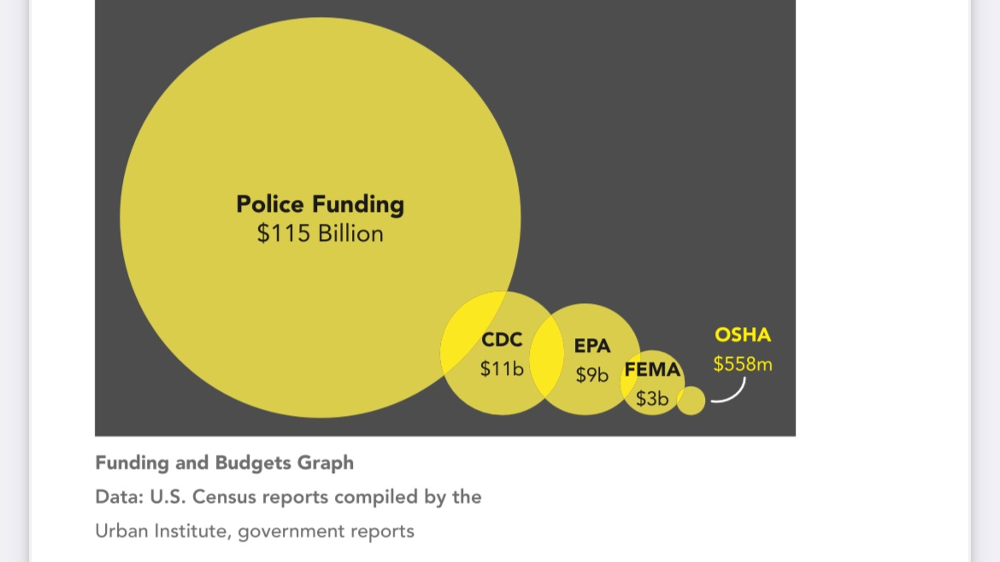 Police Funding
$115 Billion
CDC
$11b
EPA
$9b
FEMA
$3b
OSHA
$558m
Funding and Budgets Graph
Data: U.S. Census reports compiled by the
Urban Institute, government reports